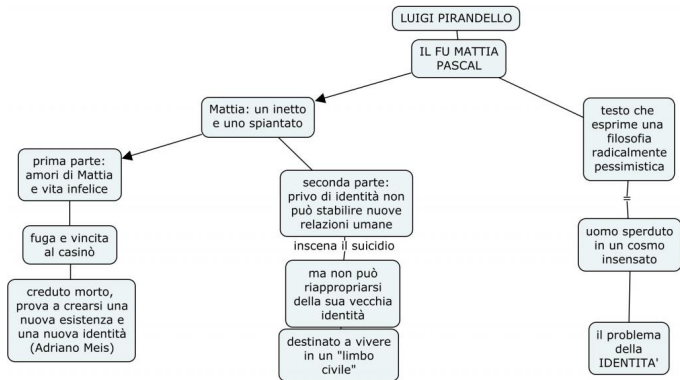 LUIGI PIRANDELLO
IL FU MATTIA
PASCAL
Mattia: un inetto
e uno spiantato
prima parte:
amori di Mattia
e vita infelice
fuga e vincita
al casinò
creduto morto,
prova a crearsi una
nuova esistenza e
una nuova identità
(Adriano Meis)
seconda parte:
privo di identità non
può stabilire nuove
relazioni umane
inscena il suicidio
ma non può
riappropriarsi
della sua vecchia
identità
destinato a vivere
in un "limbo
civile"
testo che
esprime una
filosofia
radicalmente
pessimistica
=
uomo sperduto
in un cosmo
insensato
il problema
della
IDENTITA'